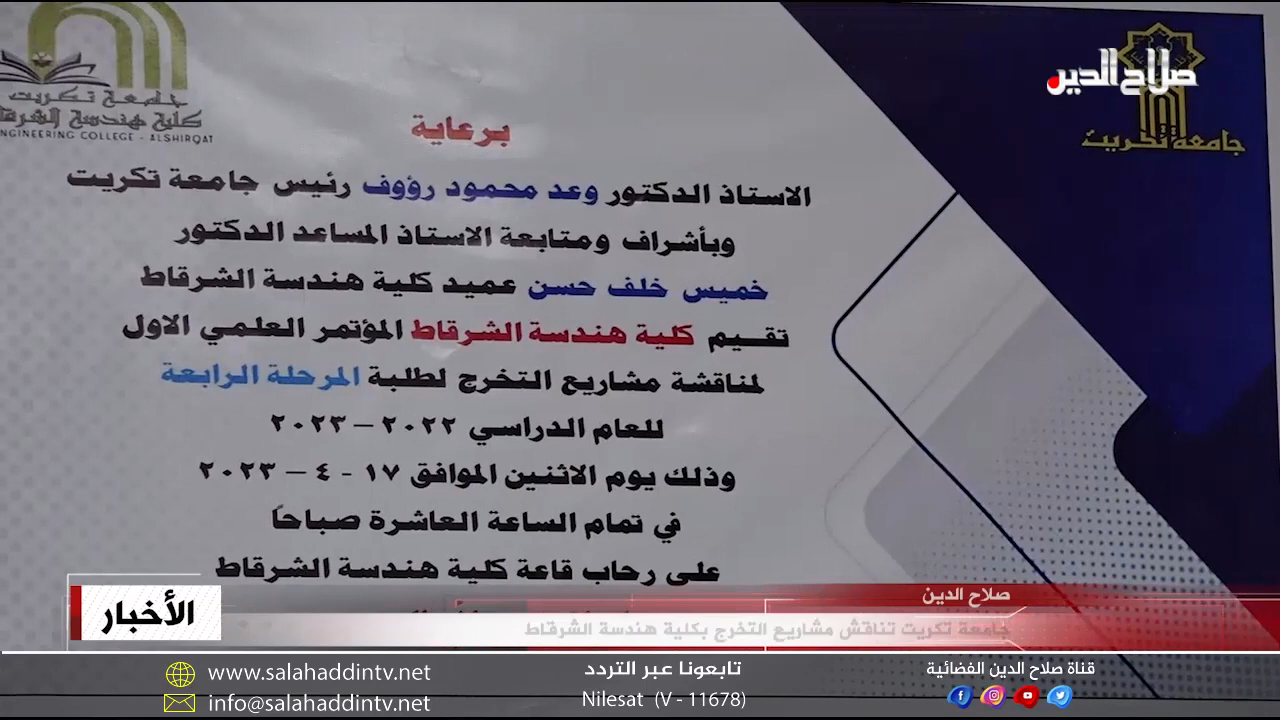 جامعة تكريت
كلية هندسة الشرقاط
ENGINEERING COLLEGE - ALSHIRQAT
صلاح الدين
جامعة تكريت
برعاية
الاستاذ الدكتور وعد محمود رؤوف رئيس جامعة تكريت
وبأشراف ومتابعة الاستاذ المساعد الدكتور
خميس خلف حسن عميد كلية هندسة الشرقاط
تقيم كلية هندسة الشرقاط المؤتمر العلمي الاول
لمناقشة مشاريع التخرج لطلبة المرحلة الرابعة
للعام الدراسي ٢٠٢٢ – ٢٠٢٣
وذلك يوم الاثنين الموافق ١٧ - ٤ – ٢٠٢٣
في تمام الساعة العاشرة صباحاً
على رحاب قاعة كلية هندسة الشرقاط
صلاح الدين
الأخبار
جامعة تكريت تناقش مشاريع التخرج بكلية هندسة الشرقاط
قناة صلاح الدين الفضائية
تابعونا عبر التردد
Nilesat (V - 11678)
www.salahaddintv.net
info@salahaddintv.net